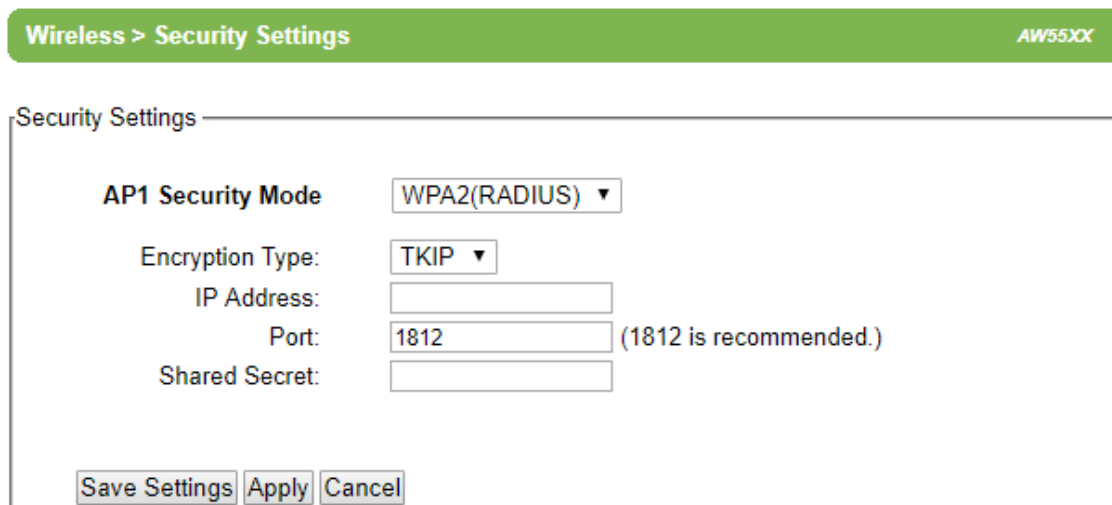 Wireless > Security Settings AW55XX
Security Settings
AP1 Security Mode WPA2(RADIUS)
Encryption Type: TKIP
IP Address:
Port: 1812 (1812 is recommended.)
Shared Secret:
Save Settings Apply Cancel